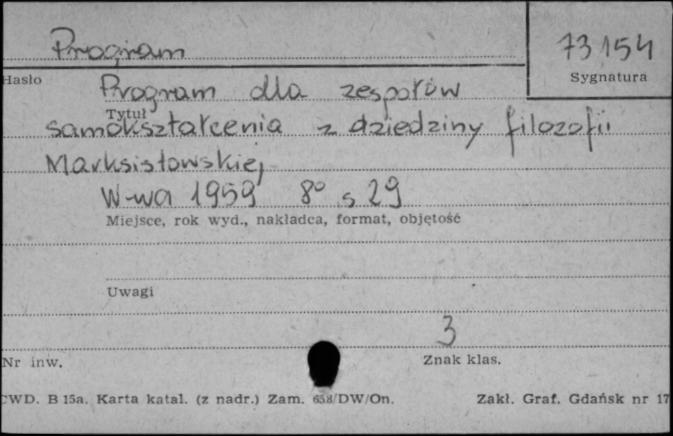 Program
73154
Hasło
Sygnatura
Program dla zespołów
Tytuł
samokształcenia z dziedziny filozofii
Marksistowskiej
W-wa 1959 8° s 29
Miejsce, rok wyd., nakładca, format, objętość
Uwagi
3
Nr inw.
Znak klas.
CWD. B 15a. Karta katal. (z nadr.) Zam. 658/DW/On. Zakł. Graf. Gdańsk nr 17